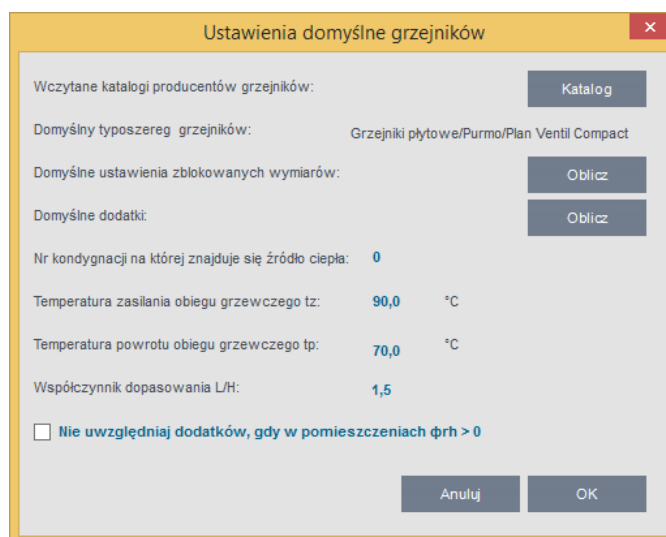 Ustawienia domyślne grzejników
Wczytane katalogi producentów grzejników: Katalog
Domyślny typoszereg grzejników: Grzejniki płytowe/Purmo/Plan Ventil Compact
Domyślne ustawienia zblokowanych wymiarów: Oblicz
Domyślne dodatki: Oblicz
Nr kondygnacji na której znajduje się źródło ciepła: 0
Temperatura zasilania obiegu grzewczego tz: 90,0 °C
Temperatura powrotu obiegu grzewczego tp: 70,0 °C
Współczynnik dopasowania L/H: 1,5
Nie uwzględniaj dodatków, gdy w pomieszczeniach ϕrh > 0
Anuluj OK